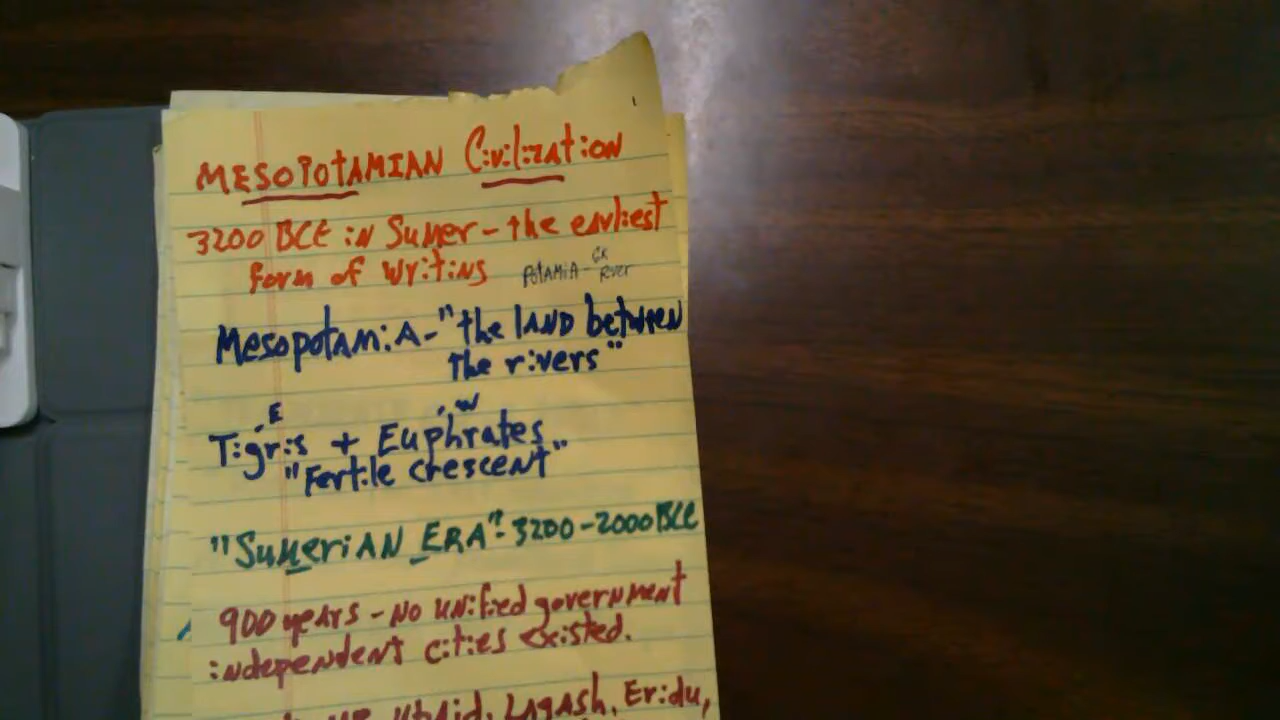 MESOPOTAMIAN Civilization
3200 BCE in Sumer - the earliest
form of writing
POTAMIA - GK
River
Mesopotamia - "the land between
the rivers"
E
W
Tigris + Euphrates
"Fertile crescent"
"Sumerian ERA": 3200-2000 BCE
900 years - no unified government
independent cities existed.
Ubaid, Lagash, Eridu,